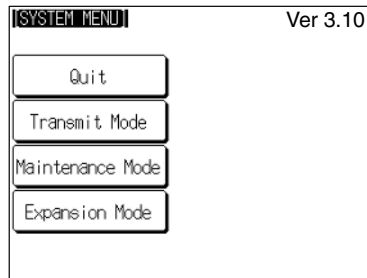 [SYSTEM MENU]
Ver 3.10
Quit
Transmit Mode
Maintenance Mode
Expansion Mode